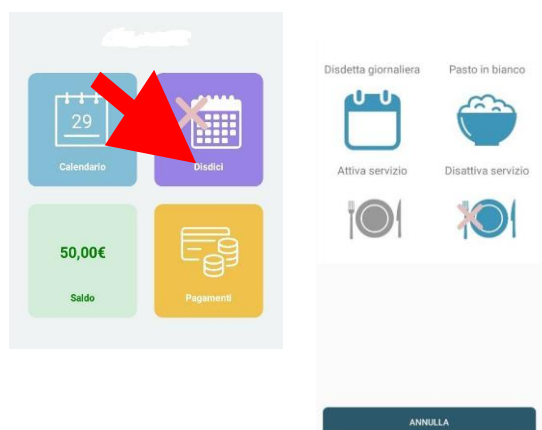 29
Calendario
Disdici
50,00€
Saldo
Pagamenti
Disdetta giornaliera
Pasto in bianco
Attiva servizio
Disattiva servizio
ANNULLA